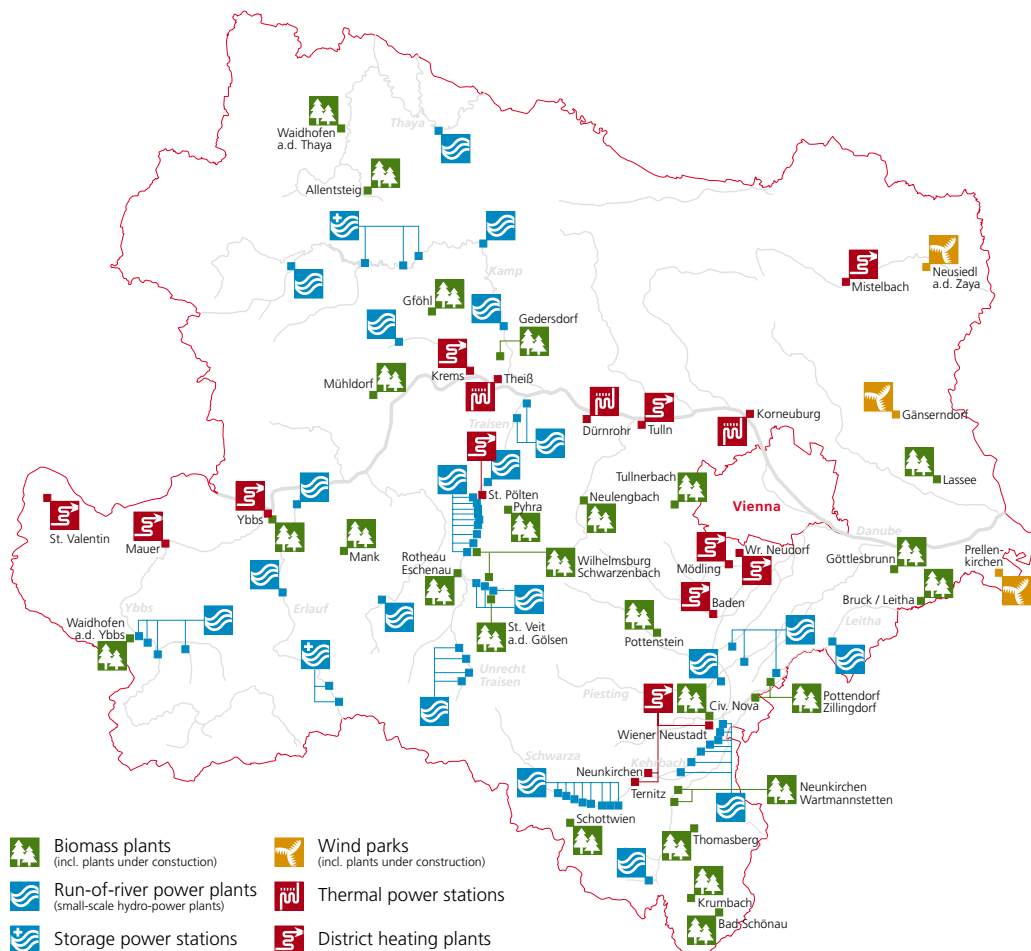 Thaya
Waidhofen
a.d. Thaya
Allentsteig
Kamp
Neusiedl
a.d. Zaya
Mistelbach
Gföhl
Gedersdorf
Krems
Theiß
Mühldorf
Traisen
Dürnrohr
Tulln
Korneuburg
Gänserndorf
Tullnerbach
Lassee
St. Pölten
Pyhra
Neulengbach
Vienna
St. Valentin
Ybbs
Mauer
Mank
Danube
Rotheau
Eschenau
Wilhelmsburg
Schwarzenbach
Wr. Neudorf
Mödling
Göttlesbrunn
Prellen-
kirchen
Baden
Bruck / Leitha
Ybbs
Erlauf
Waidhofen
a.d. Ybbs
St. Veit
a.d. Gölsen
Pottenstein
Leitha
Unrecht
Traisen
Piesting
Civ. Nova
Pottendorf
Zillingdorf
Wiener Neustadt
Schwarza
Kehrbach
Neunkirchen
Ternitz
Neunkirchen
Wartmannstetten
Schottwien
Thomasberg
Krumbach
Bad Schönau
Biomass plants
(incl. plants under constuction)
Run-of-river power plants
(small-scale hydro-power plants)
Storage power stations
Wind parks
(incl. plants under construction)
Thermal power stations
District heating plants